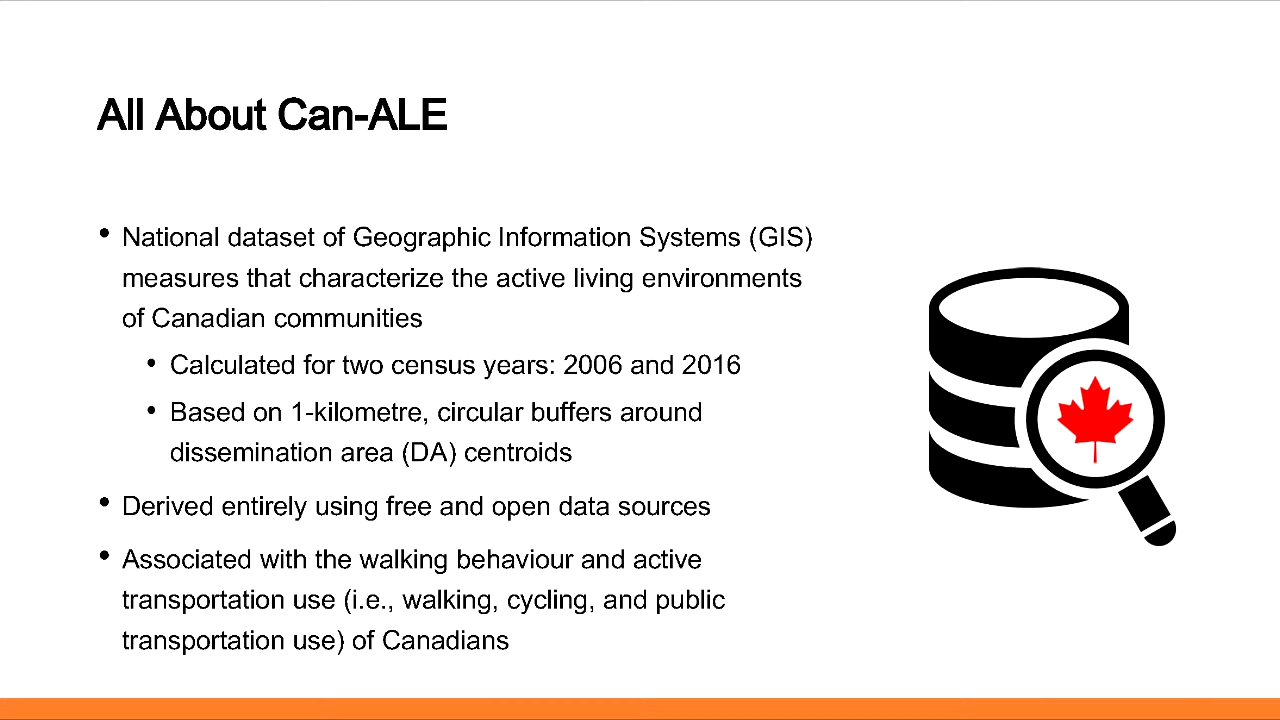 All About Can-ALE
• National dataset of Geographic Information Systems (GIS)
measures that characterize the active living environments
of Canadian communities
• Calculated for two census years: 2006 and 2016
• Based on 1-kilometre, circular buffers around
dissemination area (DA) centroids
• Derived entirely using free and open data sources
• Associated with the walking behaviour and active
transportation use (i.e., walking, cycling, and public
transportation use) of Canadians